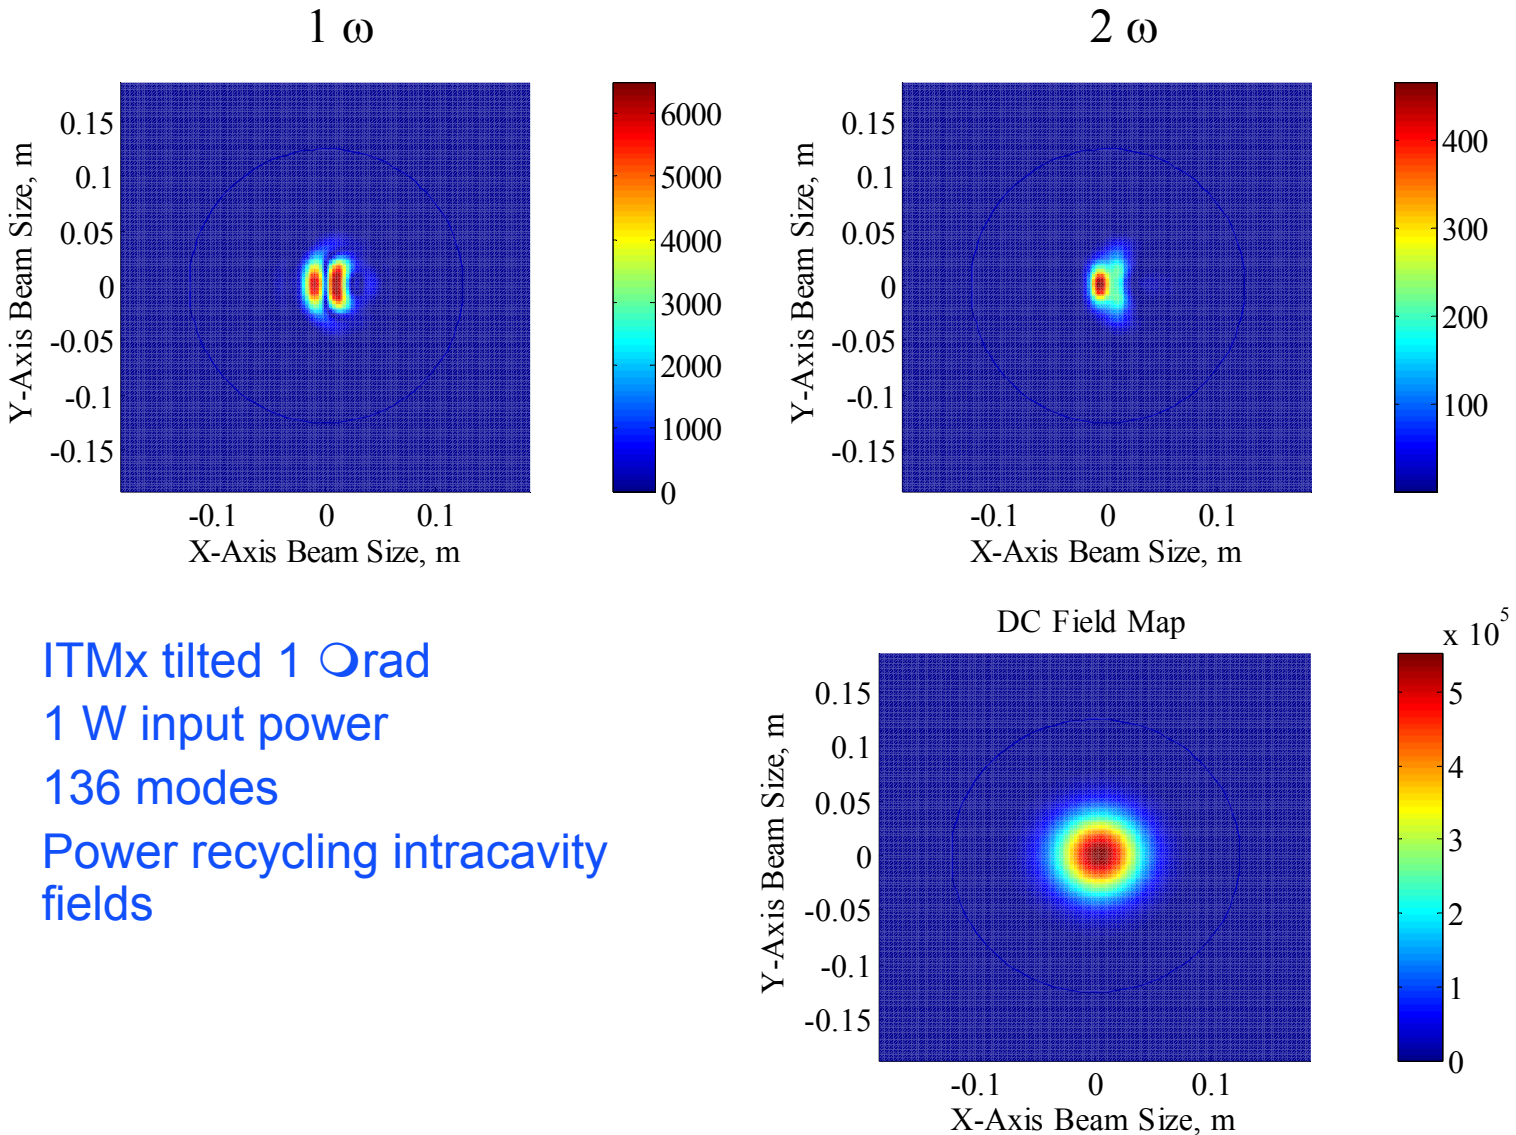 1 ω
2 ω
0.15
0.1
0.05
0
-0.05
-0.1
-0.15
Y-Axis Beam Size, m
-0.1 0 0.1
X-Axis Beam Size, m
6000
5000
4000
3000
2000
1000
0
0.15
0.1
0.05
0
-0.05
-0.1
-0.15
Y-Axis Beam Size, m
-0.1 0 0.1
X-Axis Beam Size, m
400
300
200
100
ITMx tilted 1 ❍rad
1 W input power
136 modes
Power recycling intracavity
fields
DC Field Map
x 10^5
0.15
0.1
0.05
0
-0.05
-0.1
-0.15
Y-Axis Beam Size, m
-0.1 0 0.1
X-Axis Beam Size, m
5
4
3
2
1
0